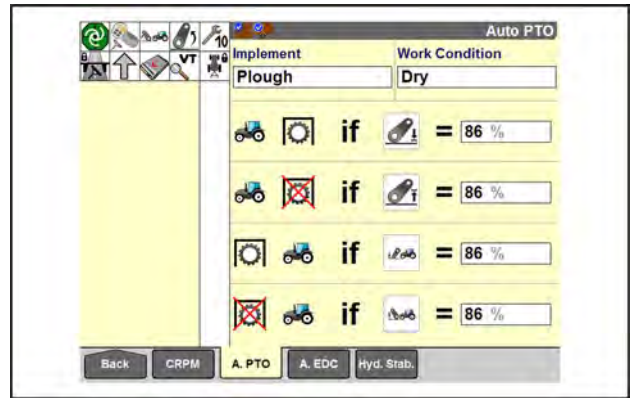 Auto PTO
10
VT
Implement
Work Condition
Plough
Dry
if = 86 %
if = 86 %
if = 86 %
if = 86 %
Back
CRPM
A. PTO
A. EDC
Hyd. Stab.